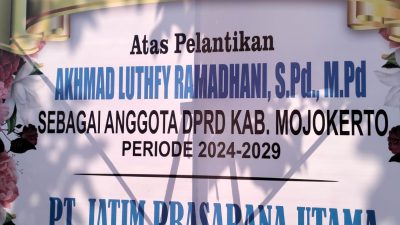 Atas Pelantikan
AKHMAD LUTHFY RAMADHANI, S.Pd., M.Pd
SEBAGAI ANGGOTA DPRD KAB. MOJOKERTO
PERIODE 2024-2029
PT. JATIM PRASARANA UTAMA